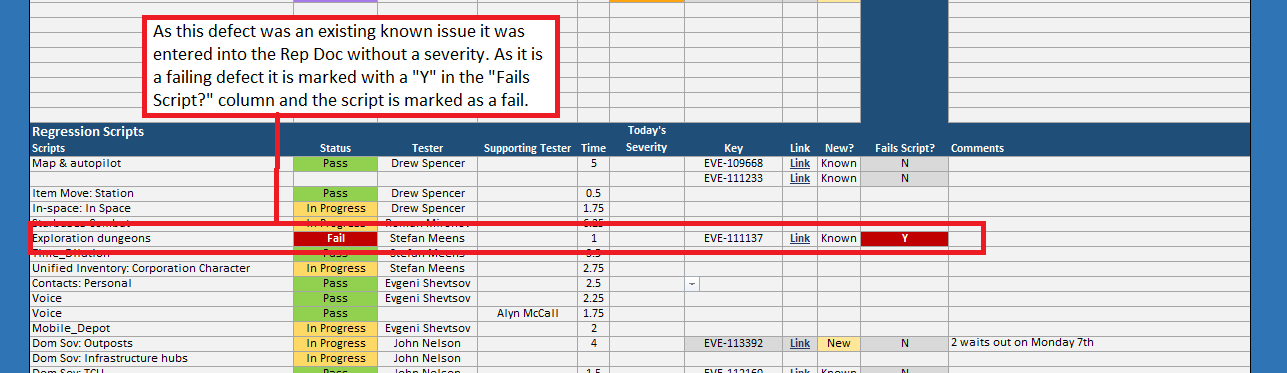 As this defect was an existing known issue it was
entered into the Rep Doc without a severity. As it is
a failing defect it is marked with a "Y" in the "Fails
Script?" column and the script is marked as a fail.
Regression Scripts Today's
Scripts Status Tester Supporting Tester Time Severity Key Link New? Fails Script? Comments
Map & autopilot Pass Drew Spencer 5 EVE-109668 Link Known N
EVE-111233 Link Known N
Item Move: Station Pass Drew Spencer 0.5
In-space: In Space In Progress Drew Spencer 1.75
Starbases Combat In Progress Roman Mironov 6.25
Exploration dungeons Fail Stefan Meens 1 EVE-111137 Link Known Y
Time_Dilation Pass Stefan Meens 3.5
Unified Inventory: Corporation Character In Progress Stefan Meens 2.75
Contacts: Personal Pass Evgeni Shevtsov 2.5
Voice Pass Evgeni Shevtsov 2.25
Voice Pass Alyn McCall 1.75
Mobile_Depot In Progress Evgeni Shevtsov 2
Dom Sov: Outposts In Progress John Nelson 4 EVE-113392 Link New N 2 waits out on Monday 7th
Dom Sov: Infrastructure hubs In Progress John Nelson
Dom Sov: TCU Pass John Nelson 1.5 EVE-112160 Link Known N